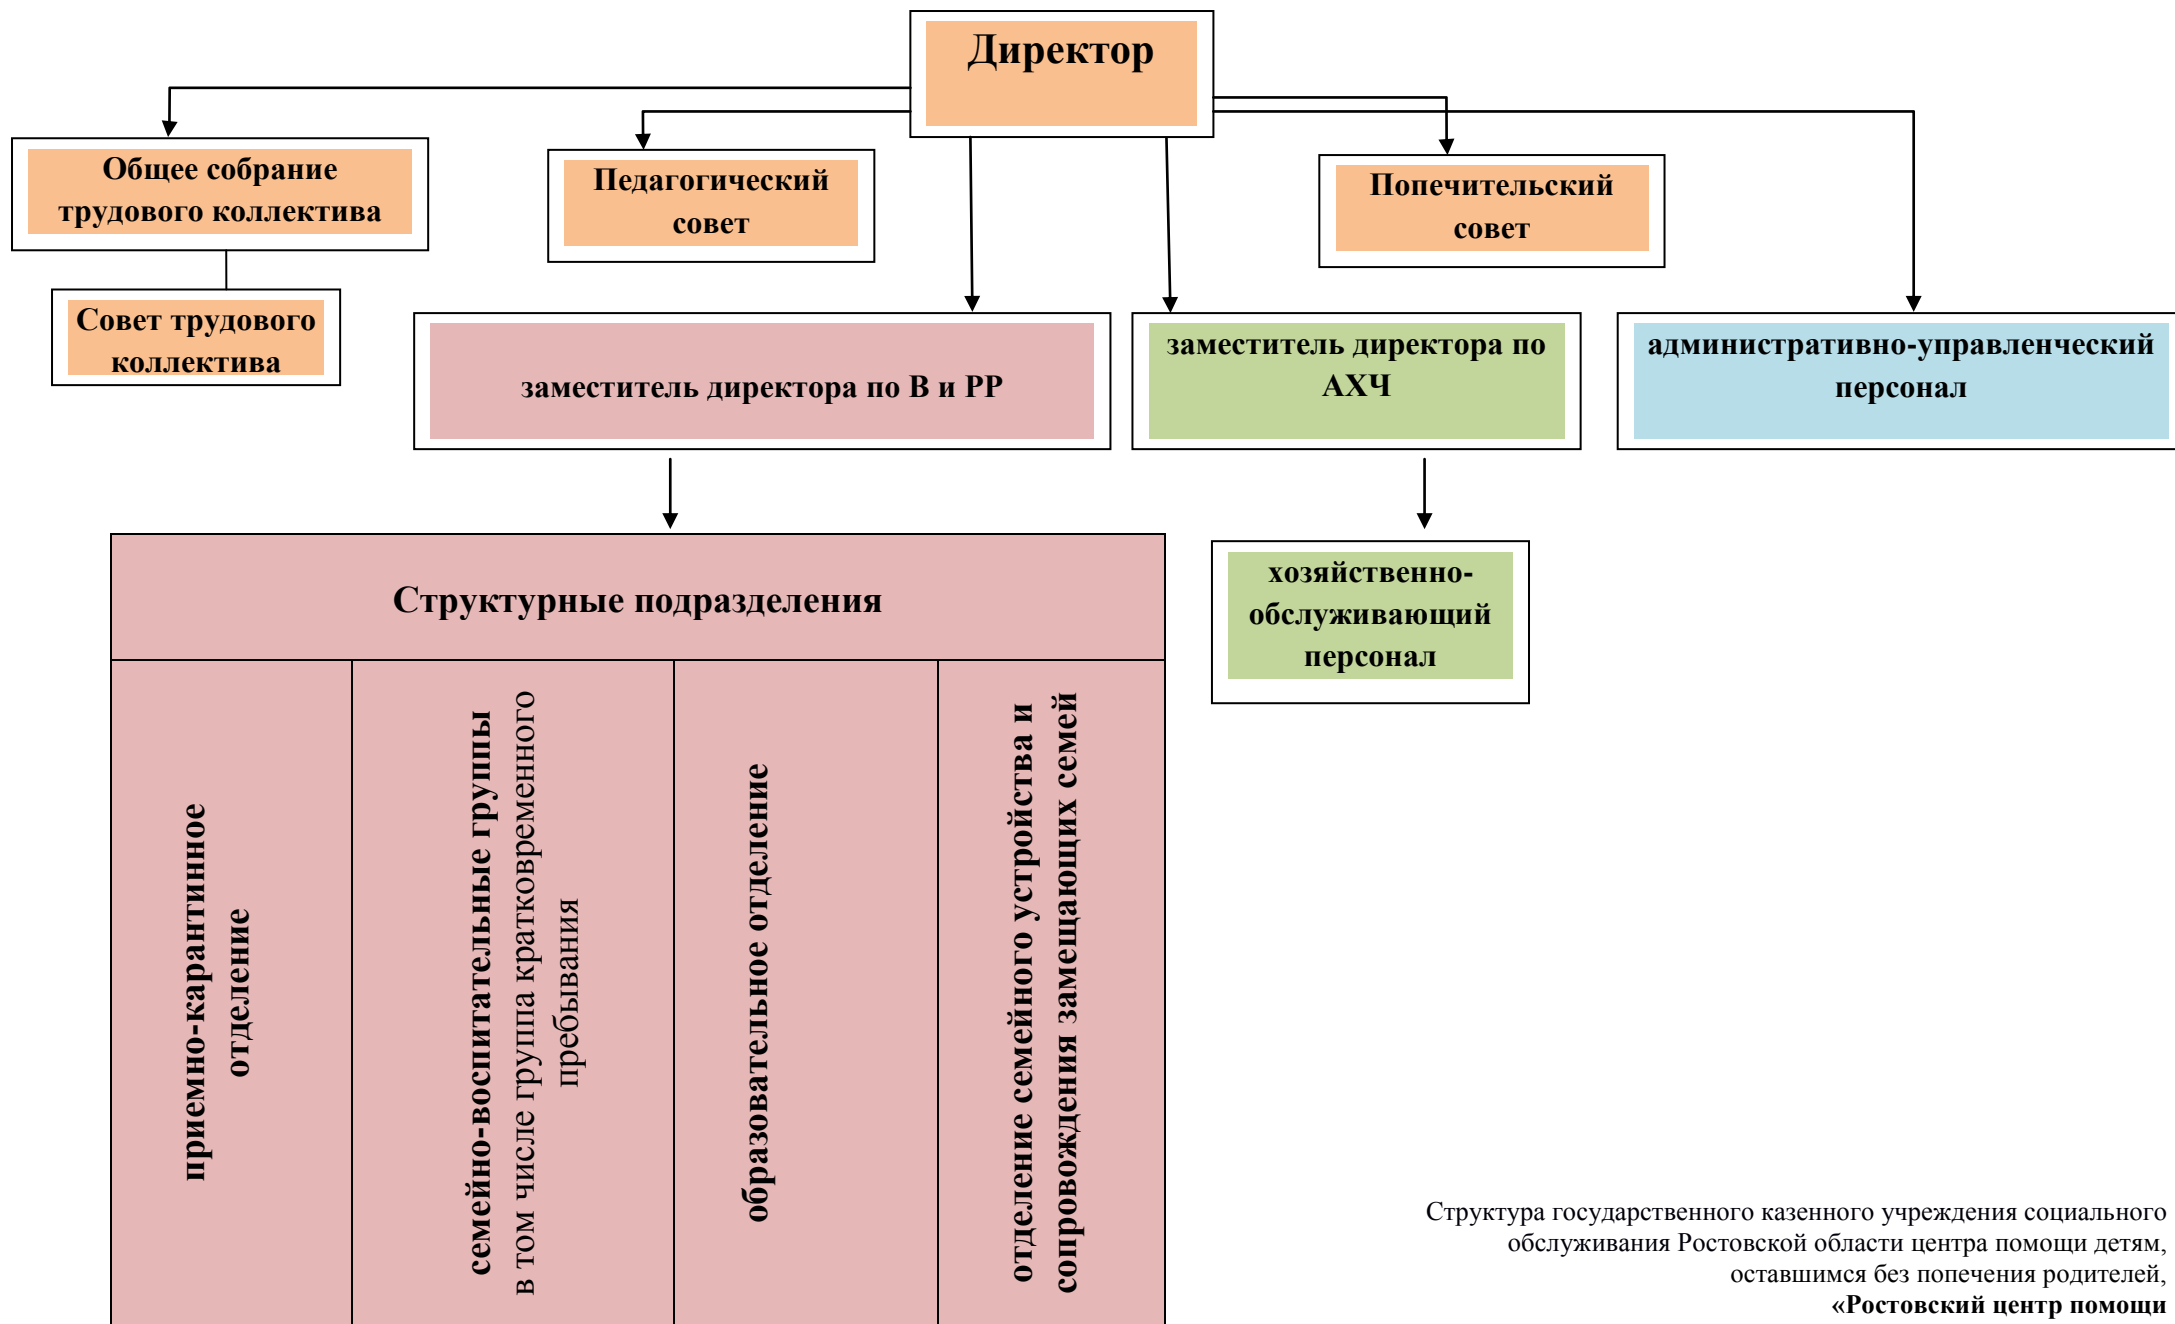 Директор
Общее собрание
трудового коллектива
Педагогический
совет
Попечительский
совет
Совет трудового
коллектива
заместитель директора по В и РР
заместитель директора по
АХЧ
административно-управленческий
персонал
Структурные подразделения
хозяйственно-
обслуживающий
персонал
приемно-карантинное
отделение
семейно-воспитательные группы
в том числе группа кратковременного
пребывания
образовательное отделение
отделение семейного устройства и
сопровождения замещающих семей
Структура государственного казенного учреждения социального
обслуживания Ростовской области центра помощи детям,
оставшимся без попечения родителей,
«Ростовский центр помощи